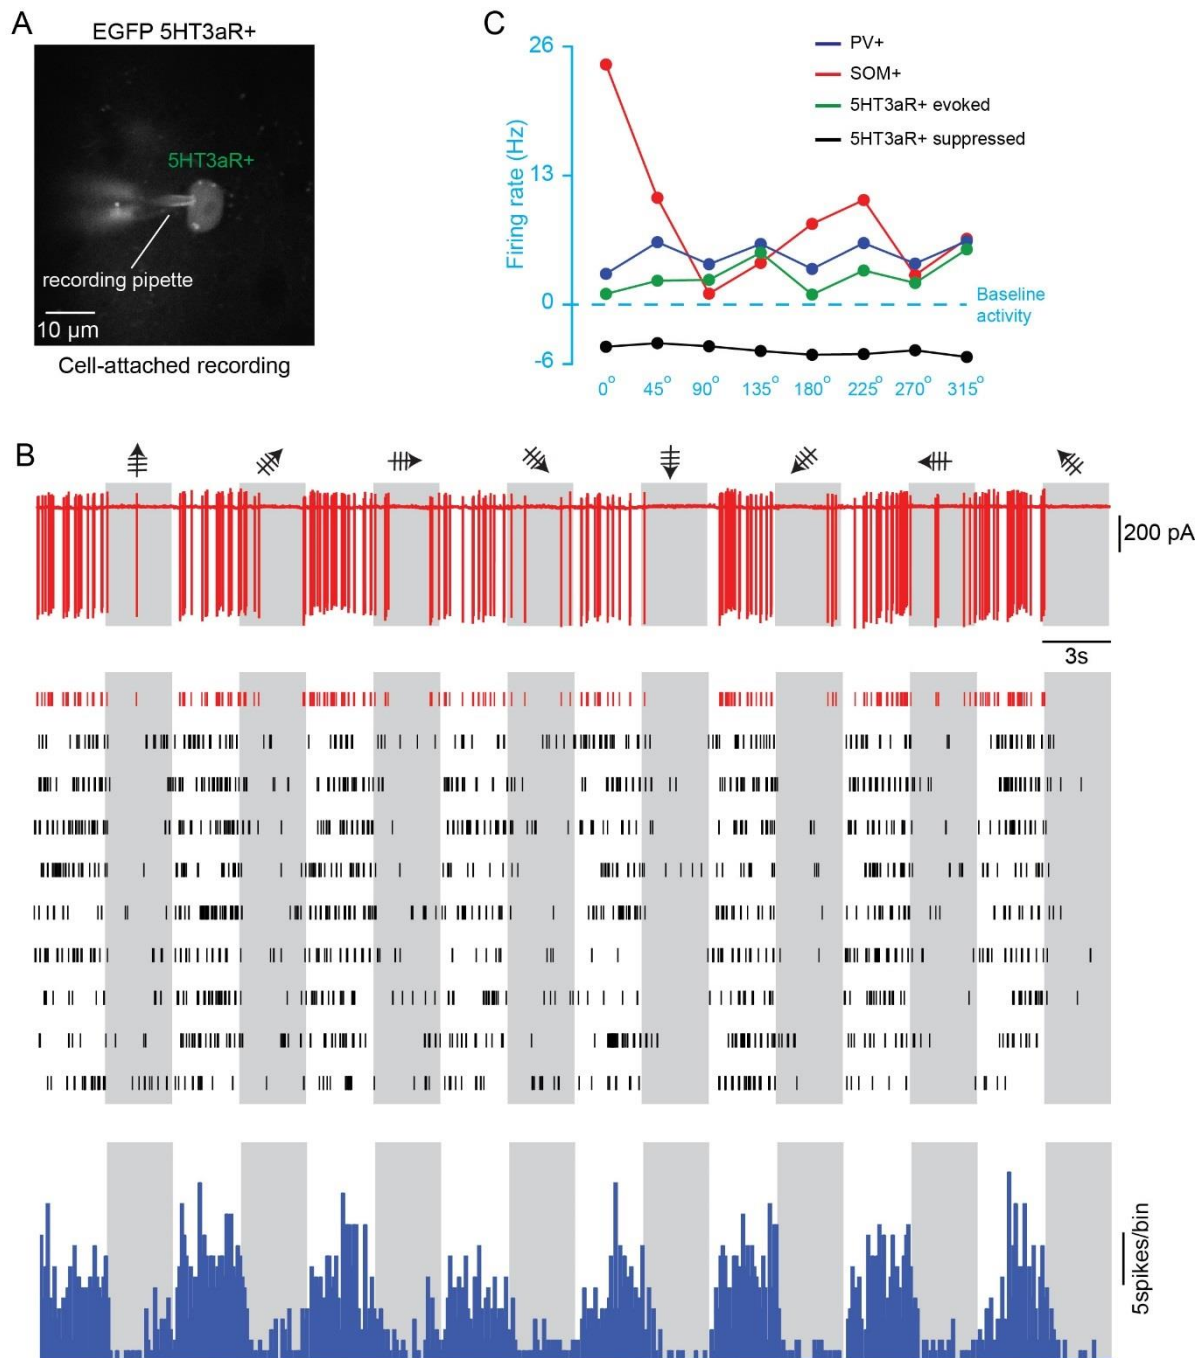 A
EGFP 5HT3aR+
5HT3aR+
recording pipette
10 µm
Cell-attached recording
C
26
13
0
-6
Firing rate (Hz)
PV+
SOM+
5HT3aR+ evoked
5HT3aR+ suppressed
Baseline
activity
0° 45° 90° 135° 180° 225° 270° 315°
B
200 pA
3s
5spikes/bin